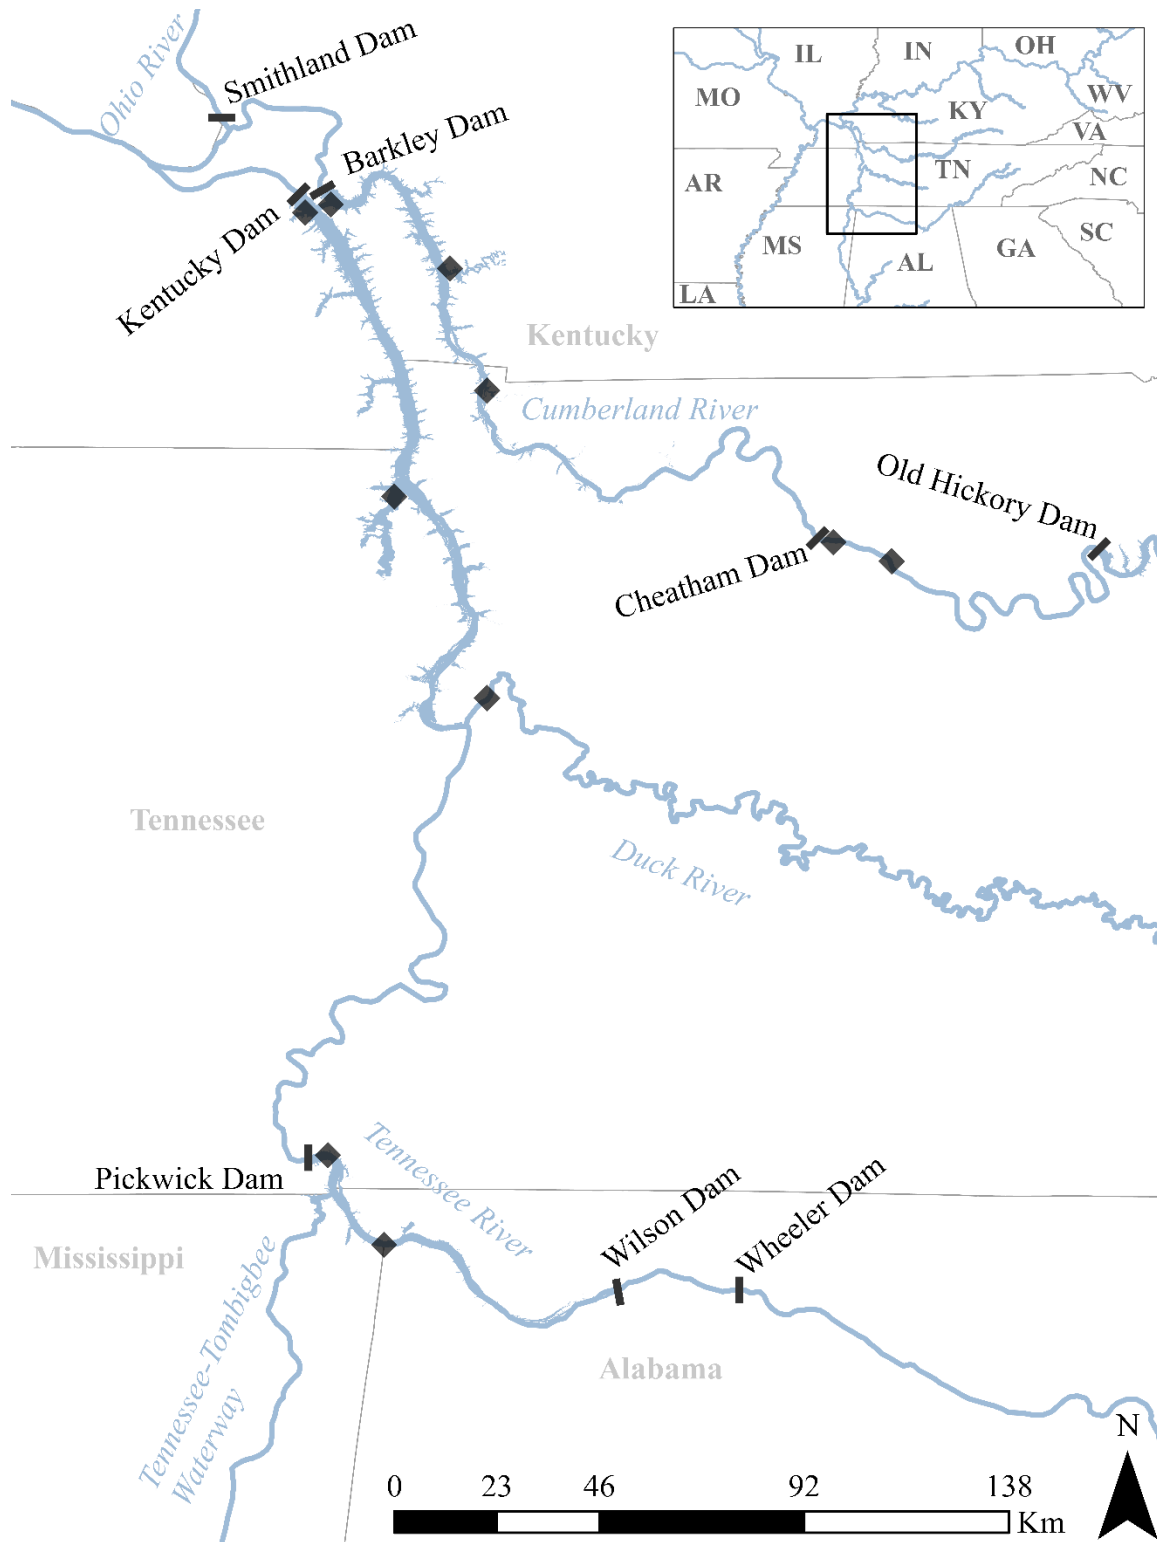 Ohio River
Smithland Dam
Barkley Dam
Kentucky Dam
IL
IN
OH
MO
KY
WV
VA
AR
TN
NC
MS
SC
AL
GA
LA
Kentucky
Cumberland River
Old Hickory Dam
Cheatham Dam
Tennessee
Duck River
Pickwick Dam
Tennessee River
Wilson Dam
Wheeler Dam
Mississippi
Tennessee-Tombigbee
Waterway
Alabama
N
0 23 46 92 138
Km